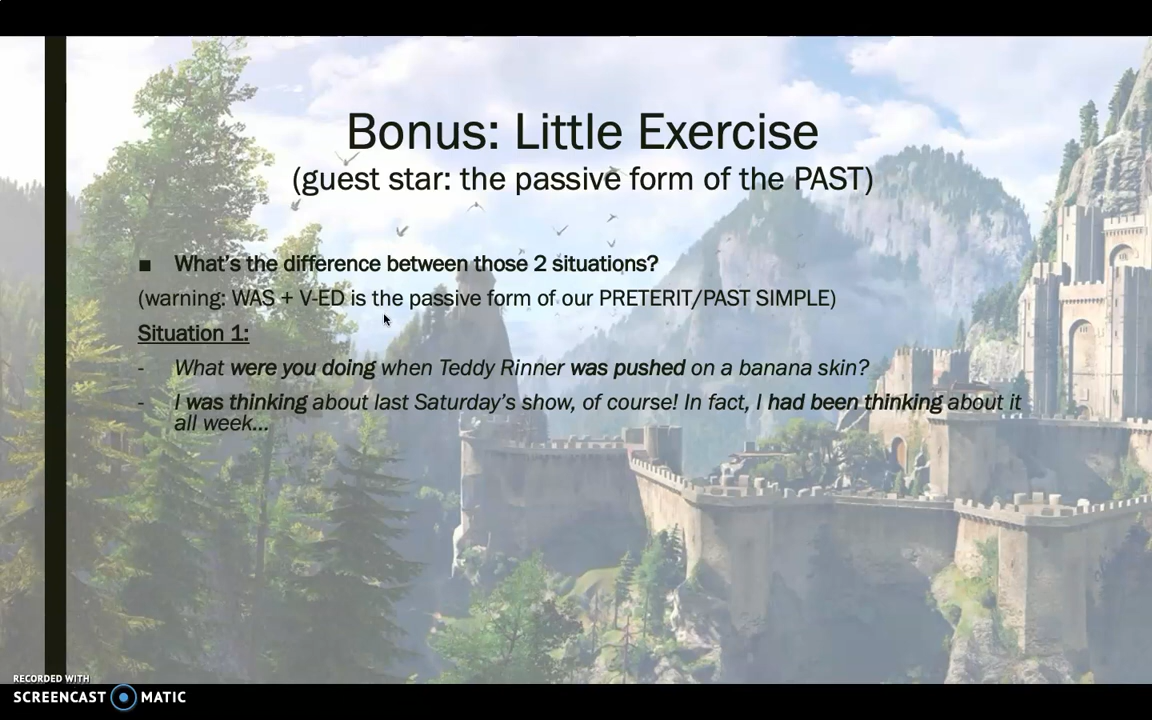 Bonus: Little Exercise
(guest star: the passive form of the PAST)
▪ What's the difference between those 2 situations?
(warning: WAS + V-ED is the passive form of our PRETERIT/PAST SIMPLE)
Situation 1:
- What were you doing when Teddy Rinner was pushed on a banana skin?
- I was thinking about last Saturday's show, of course! In fact, I had been thinking about it
all week...
RECORDED WITH
SCREENCAST MATIC